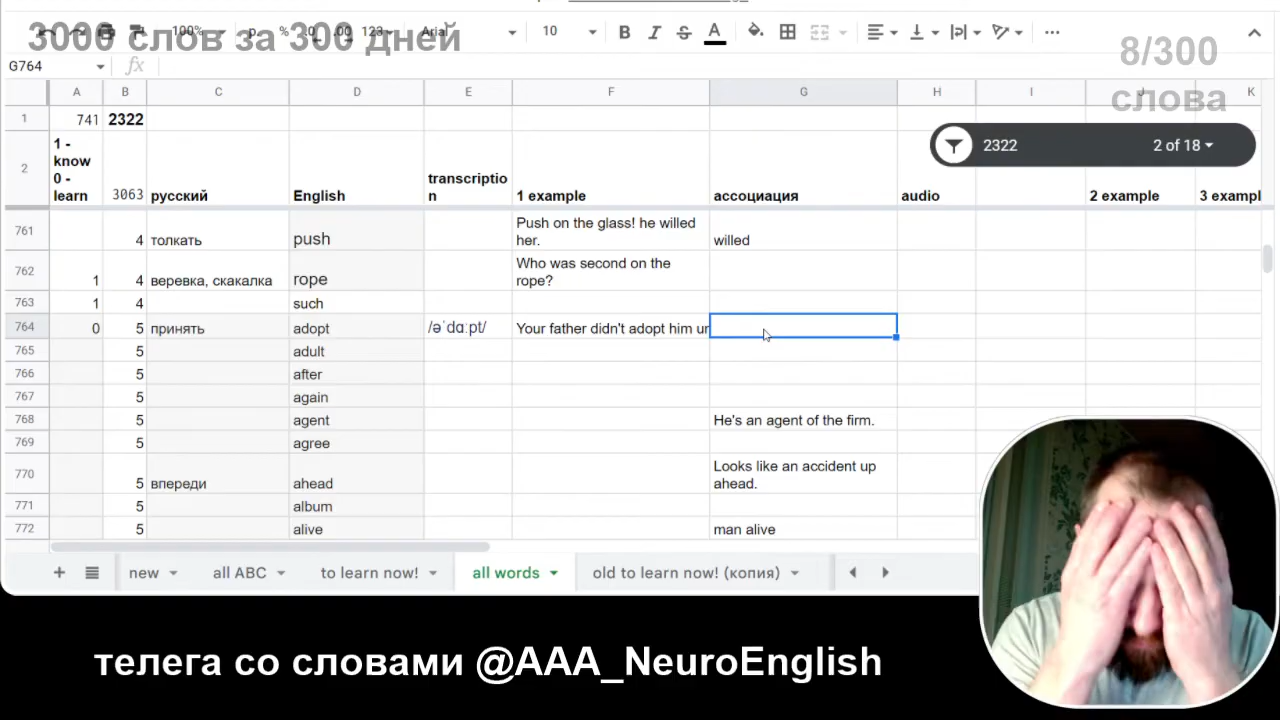 3000 слов за 300 дней
100% р. % .0 .00 123 Arial 10 B I A
8/300
слова
G764 fx
A B C D E F G H I J K
1 741 2322
2322 2 of 18
2 1 - know 0 - learn 3063 русский English transcription 1 example ассоциация audio 2 example 3 exampl
761 4 толкать push Push on the glass! he willed her. willed
762 1 4 веревка, скакалка rope Who was second on the rope?
763 1 4 such
764 0 5 принять adopt /əˈdɑːpt/ Your father didn't adopt him ur
765 5 adult
766 5 after
767 5 again
768 5 agent He's an agent of the firm.
769 5 agree
770 5 впереди ahead Looks like an accident up ahead.
771 5 album
772 5 alive man alive
new all ABC to learn now! all words old to learn now! (копия)
телега со словами @AAA_NeuroEnglish